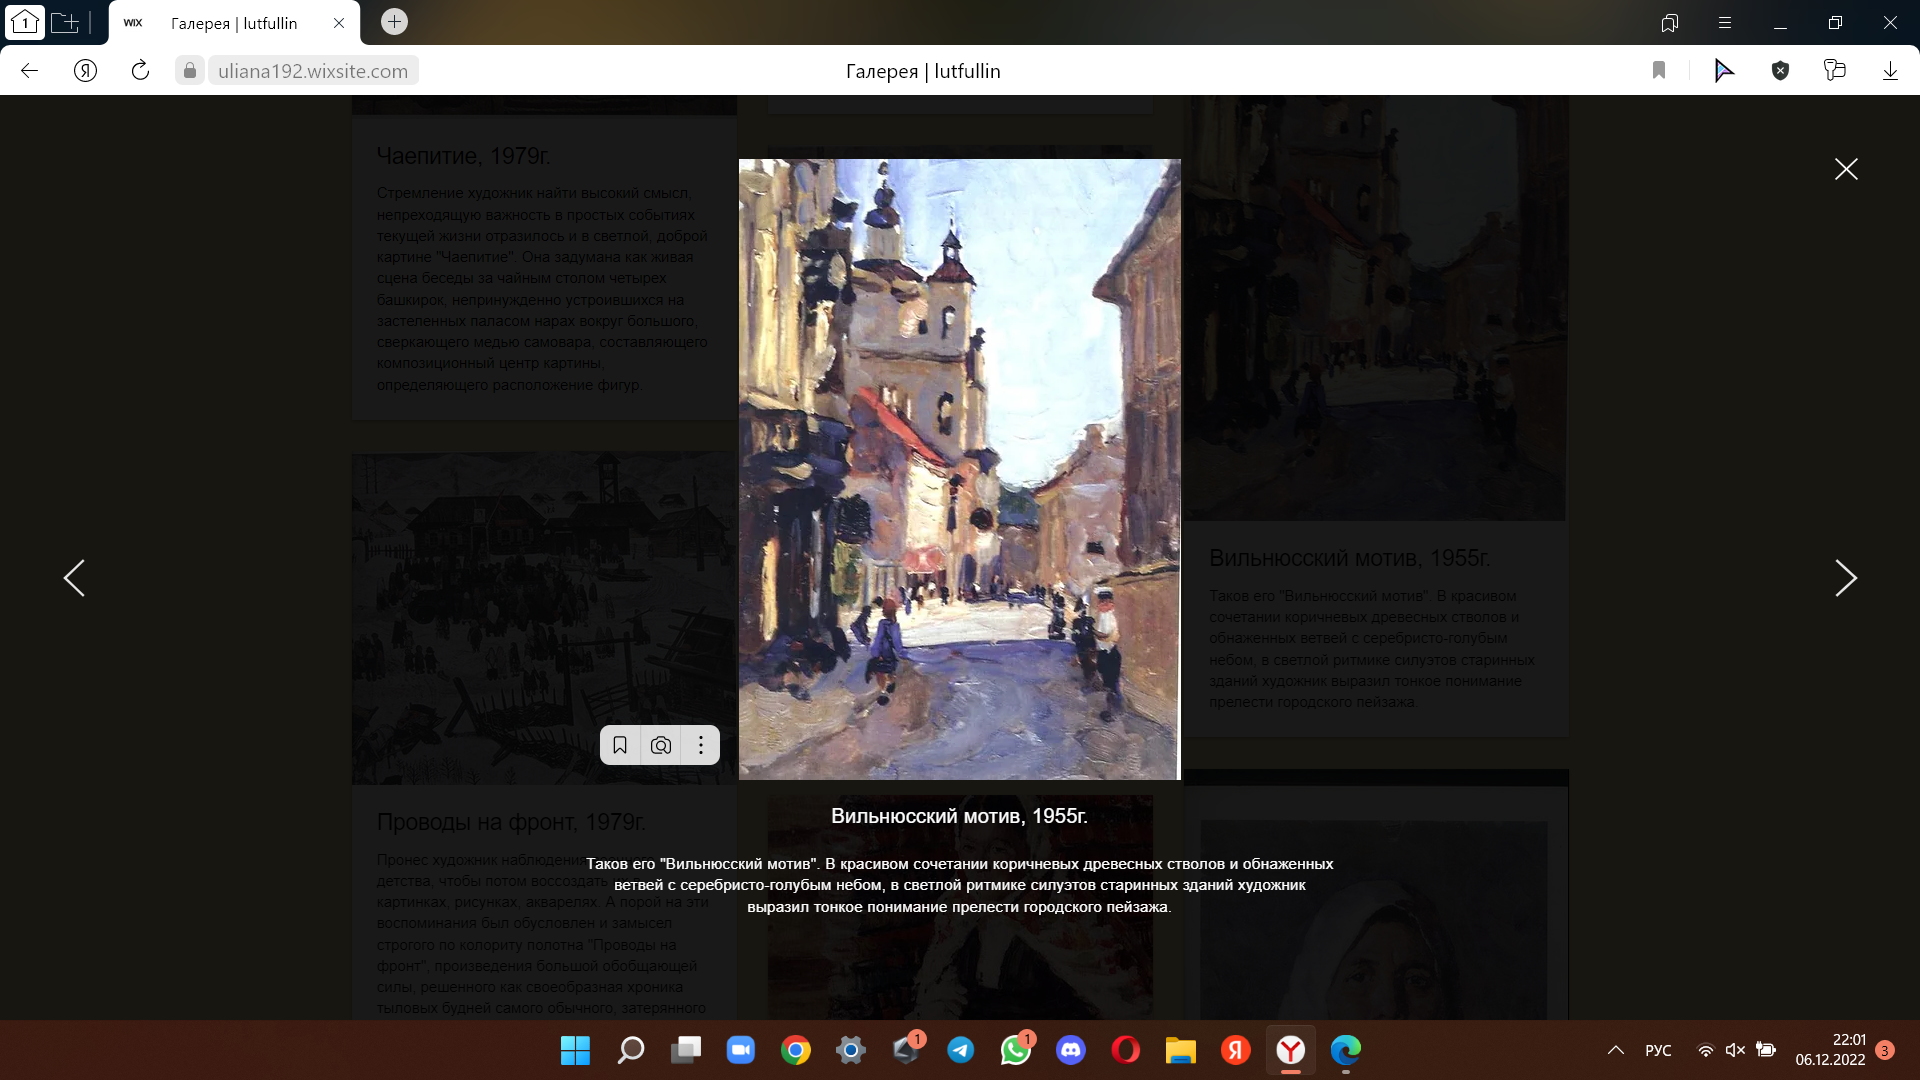 1
WIX
Галерея | lutfullin
uliana192.wixsite.com
Галерея | lutfullin
Чаепитие, 1979г.
Стремление художник найти высокий смысл,
непреходящую важность в простых событиях
текущей жизни отразилось и в светлой, доброй
картине "Чаепитие". Она задумана как живая
сцена беседы за чайным столом четырех
башкирок, непринужденно устроившихся на
застеленных паласом нарах вокруг большого,
сверкающего медью самовара, составляющего
композиционный центр картины,
определяющего расположение фигур.
Вильнюсский мотив, 1955г.
Таков его "Вильнюсский мотив". В красивом
сочетании коричневых древесных стволов и
обнаженных ветвей с серебристо-голубым
небом, в светлой ритмике силуэтов старинных
зданий художник выразил тонкое понимание
прелести городского пейзажа.
Проводы на фронт, 1979г.
Пронес художник наблюдения
детства, чтобы потом воссоздать
картинках, рисунках, акварелях. А порой на эти
воспоминания был обусловлен и замысел
строгого по колориту полотна "Проводы на
фронт", произведения большой обобщающей
силы, решенного как своеобразная хроника
тыловых будней самого обычного, затерянного
Вильнюсский мотив, 1955г.
Таков его "Вильнюсский мотив". В красивом сочетании коричневых древесных стволов и обнаженных
ветвей с серебристо-голубым небом, в светлой ритмике силуэтов старинных зданий художник
выразил тонкое понимание прелести городского пейзажа.
1
1
Я
РУС
22:01
06.12.2022
3